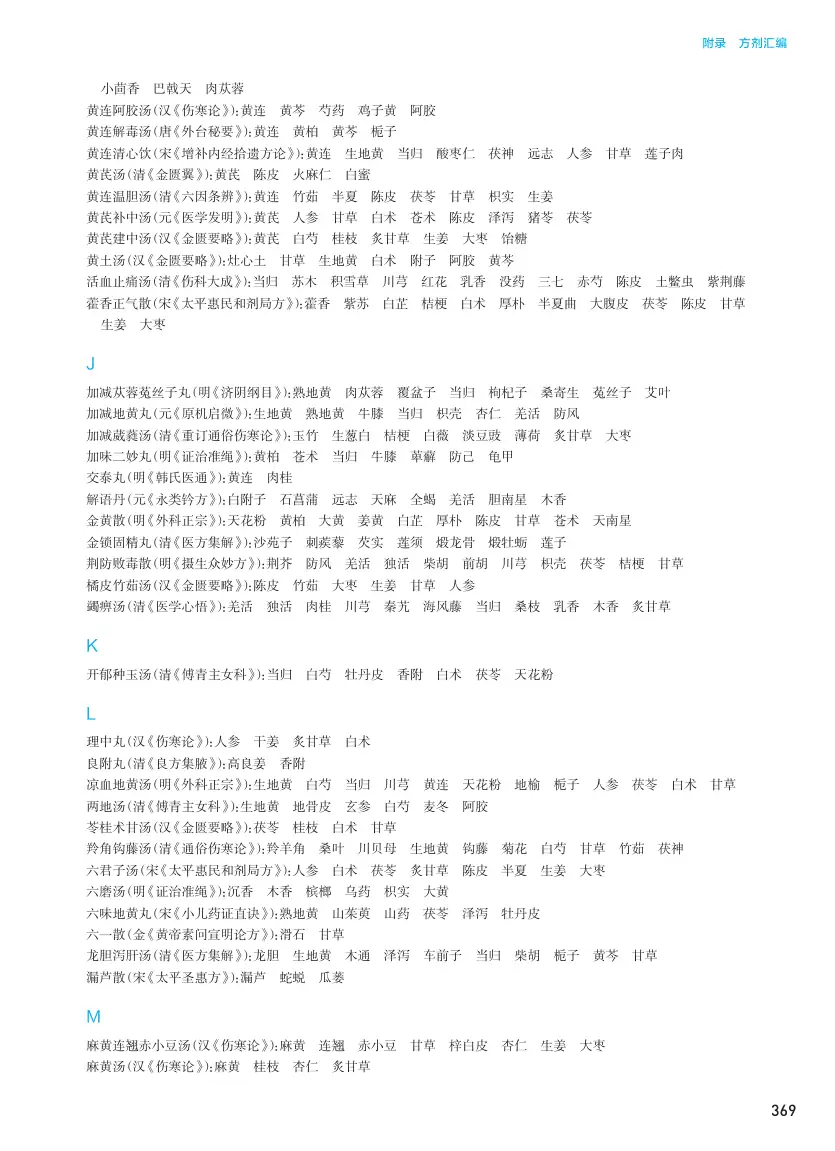 附录　方剂汇编
小茴香　巴戟天　肉苁蓉
黄连阿胶汤(汉《伤寒论》):黄连　黄芩　芍药　鸡子黄　阿胶
黄连解毒汤(唐《外台秘要》):黄连　黄柏　黄芩　栀子
黄连清心饮(宋《增补内经拾遗方论》):黄连　生地黄　当归　酸枣仁　茯神　远志　人参　甘草　莲子肉
黄芪汤(清《金匮翼》):黄芪　陈皮　火麻仁　白蜜
黄连温胆汤(清《六因条辨》):黄连　竹茹　半夏　陈皮　茯苓　甘草　枳实　生姜
黄芪补中汤(元《医学发明》):黄芪　人参　甘草　白术　苍术　陈皮　泽泻　猪苓　茯苓
黄芪建中汤(汉《金匮要略》):黄芪　白芍　桂枝　炙甘草　生姜　大枣　饴糖
黄土汤(汉《金匮要略》):灶心土　甘草　生地黄　白术　附子　阿胶　黄芩
活血止痛汤(清《伤科大成》):当归　苏木　积雪草　川芎　红花　乳香　没药　三七　赤芍　陈皮　土鳖虫　紫荆藤
藿香正气散(宋《太平惠民和剂局方》):藿香　紫苏　白芷　桔梗　白术　厚朴　半夏曲　大腹皮　茯苓　陈皮　甘草
生姜　大枣
J
加减苁蓉菟丝子丸(明《济阴纲目》):熟地黄　肉苁蓉　覆盆子　当归　枸杞子　桑寄生　菟丝子　艾叶
加减地黄丸(元《原机启微》):生地黄　熟地黄　牛膝　当归　枳壳　杏仁　羌活　防风
加减葳蕤汤(清《重订通俗伤寒论》):玉竹　生葱白　桔梗　白薇　淡豆豉　薄荷　炙甘草　大枣
加味二妙丸(明《证治准绳》):黄柏　苍术　当归　牛膝　萆薢　防己　龟甲
交泰丸(明《韩氏医通》):黄连　肉桂
解语丹(元《永类钤方》):白附子　石菖蒲　远志　天麻　全蝎　羌活　胆南星　木香
金黄散(明《外科正宗》):天花粉　黄柏　大黄　姜黄　白芷　厚朴　陈皮　甘草　苍术　天南星
金锁固精丸(清《医方集解》):沙苑子　刺蒺藜　芡实　莲须　煅龙骨　煅牡蛎　莲子
荆防败毒散(明《摄生众妙方》):荆芥　防风　羌活　独活　柴胡　前胡　川芎　枳壳　茯苓　桔梗　甘草
橘皮竹茹汤(汉《金匮要略》):陈皮　竹茹　大枣　生姜　甘草　人参
蠲痹汤(清《医学心悟》):羌活　独活　肉桂　川芎　秦艽　海风藤　当归　桑枝　乳香　木香　炙甘草
K
开郁种玉汤(清《傅青主女科》):当归　白芍　牡丹皮　香附　白术　茯苓　天花粉
L
理中丸(汉《伤寒论》):人参　干姜　炙甘草　白术
良附丸(清《良方集腋》):高良姜　香附
凉血地黄汤(明《外科正宗》):生地黄　白芍　当归　川芎　黄连　天花粉　地榆　栀子　人参　茯苓　白术　甘草
两地汤(清《傅青主女科》):生地黄　地骨皮　玄参　白芍　麦冬　阿胶
苓桂术甘汤(汉《金匮要略》):茯苓　桂枝　白术　甘草
羚角钩藤汤(清《通俗伤寒论》):羚羊角　桑叶　川贝母　生地黄　钩藤　菊花　白芍　甘草　竹茹　茯神
六君子汤(宋《太平惠民和剂局方》):人参　白术　茯苓　炙甘草　陈皮　半夏　生姜　大枣
六磨汤(明《证治准绳》):沉香　木香　槟榔　乌药　枳实　大黄
六味地黄丸(宋《小儿药证直诀》):熟地黄　山茱萸　山药　茯苓　泽泻　牡丹皮
六一散(金《黄帝素问宣明论方》):滑石　甘草
龙胆泻肝汤(清《医方集解》):龙胆　生地黄　木通　泽泻　车前子　当归　柴胡　栀子　黄芩　甘草
漏芦散(宋《太平圣惠方》):漏芦　蛇蜕　瓜蒌
M
麻黄连翘赤小豆汤(汉《伤寒论》):麻黄　连翘　赤小豆　甘草　梓白皮　杏仁　生姜　大枣
麻黄汤(汉《伤寒论》):麻黄　桂枝　杏仁　炙甘草
369